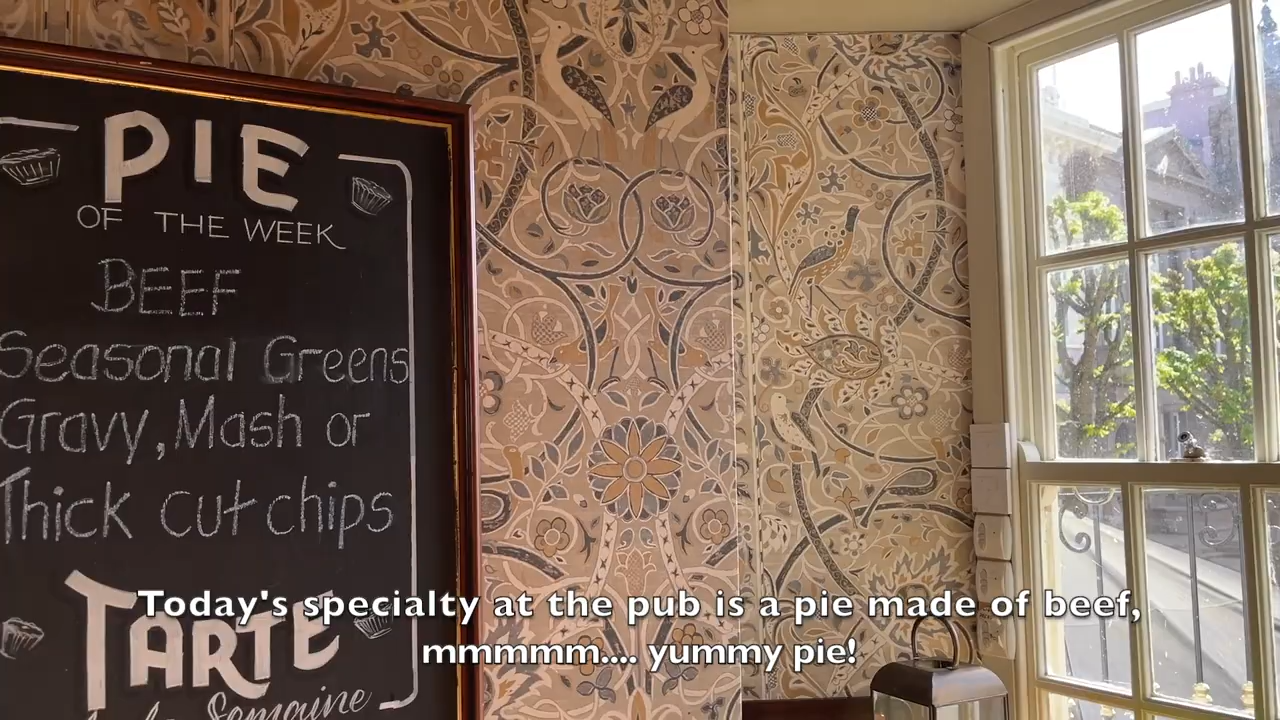 PIE
OF THE WEEK
BEEF
Seasonal Greens
Gravy, Mash or
Thick cut chips
TARTE
Semaine
Today's specialty at the pub is a pie made of beef,
mmmmm.... yummy pie!